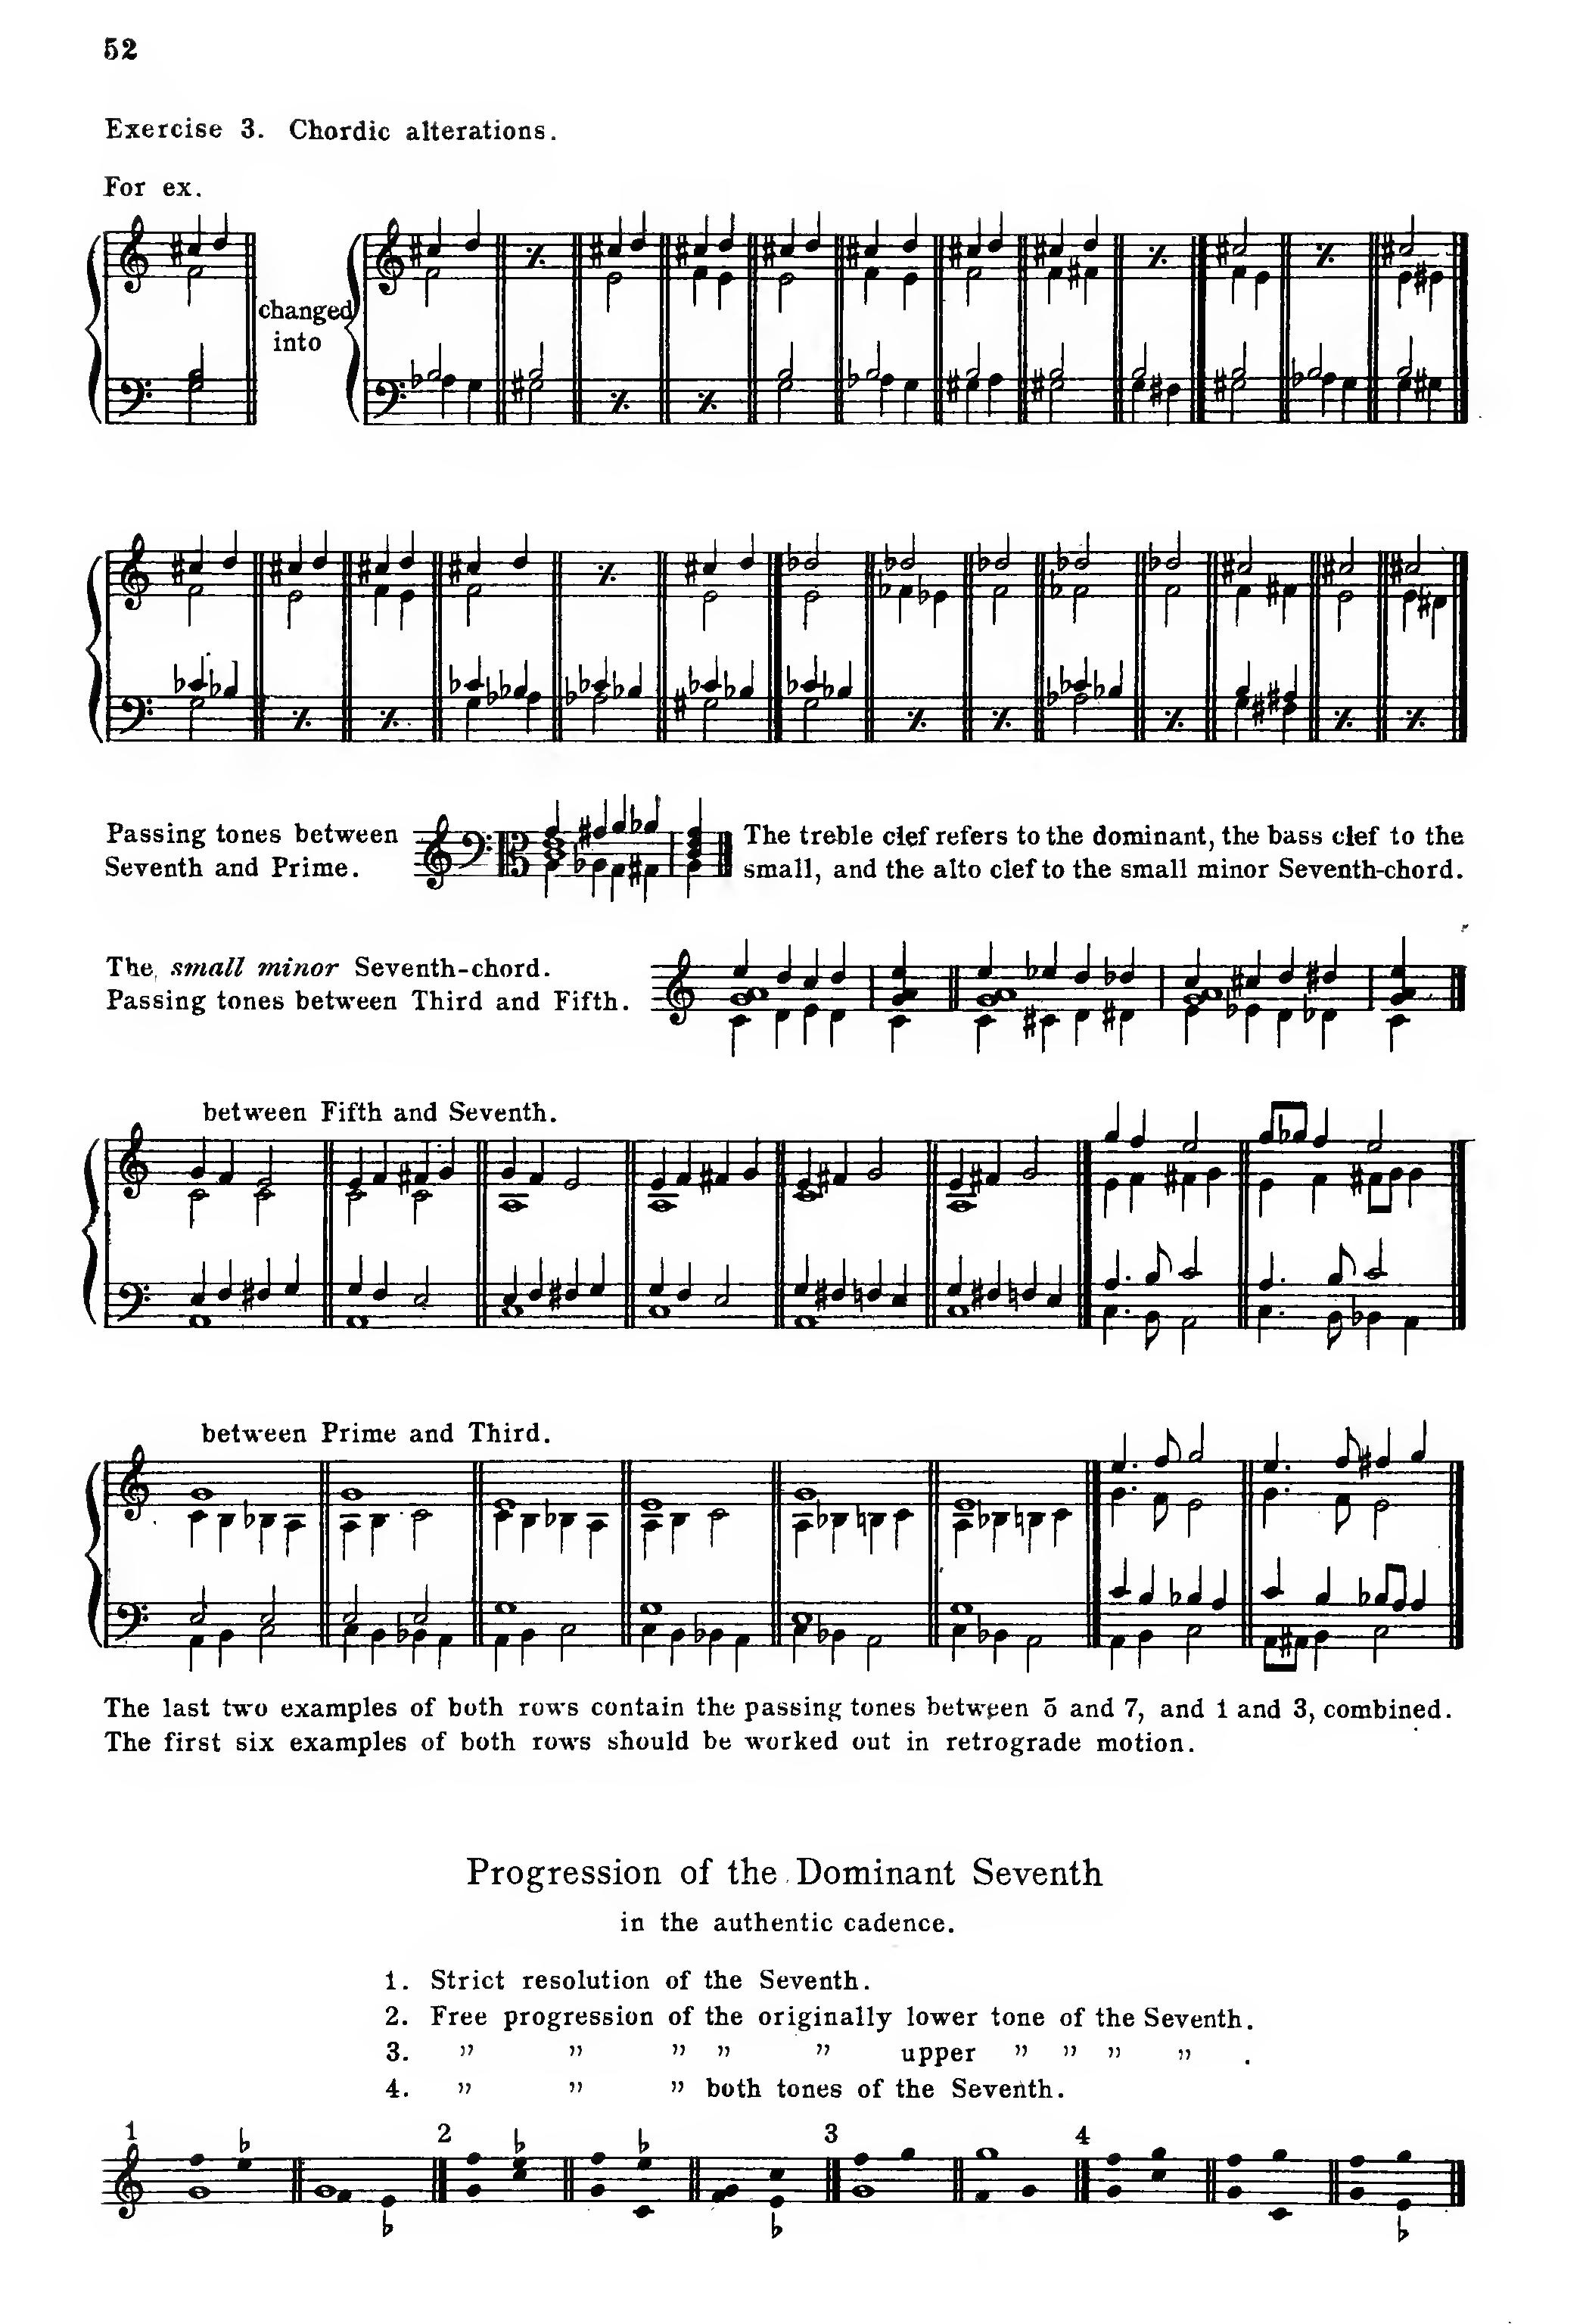 52
Exercise 3. Chordic alterations.
For ex.
changed
into
Passing tones between
Seventh and Prime.
The treble clef refers to the dominant, the bass clef to the
small, and the alto clef to the small minor Seventh-chord.
The small minor Seventh-chord.
Passing tones between Third and Fifth.
between Fifth and Seventh.
between Prime and Third.
The last two examples of both rows contain the passing tones between 5 and 7, and 1 and 3, combined.
The first six examples of both rows should be worked out in retrograde motion.
Progression of the Dominant Seventh
in the authentic cadence.
1. Strict resolution of the Seventh.
2. Free progression of the originally lower tone of the Seventh.
3. " " " " " upper " " " " .
4. " " " both tones of the Seventh.
1 2 3 4